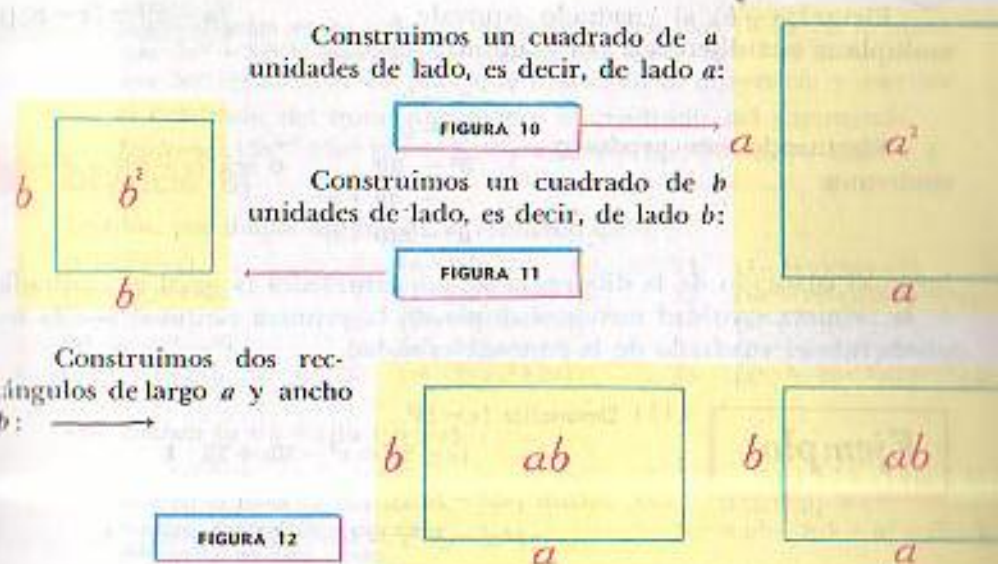 Construimos un cuadrado de a
unidades de lado, es decir, de lado a:
FIGURA 10
a
a²
a
Construimos un cuadrado de b
unidades de lado, es decir, de lado b:
FIGURA 11
b
b²
b
Construimos dos rec-
ángulos de largo a y ancho
b:
FIGURA 12
b
ab
a
b
ab
a